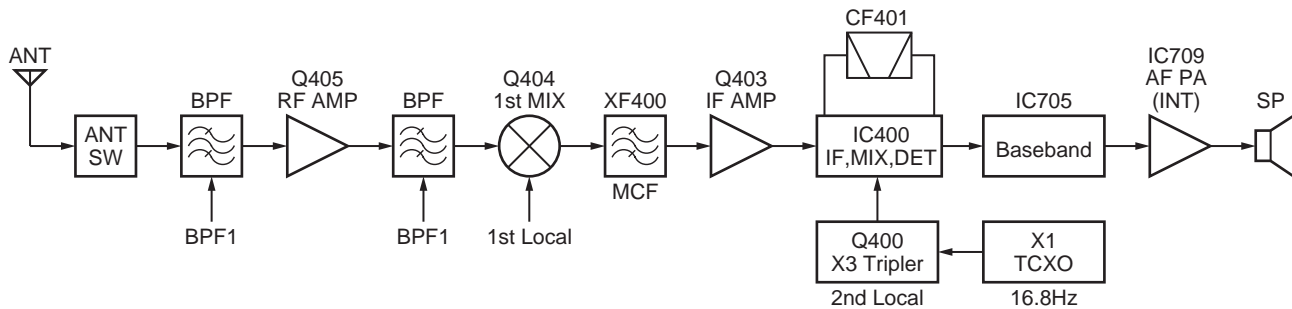 ANT
ANT
SW
BPF
BPF1
Q405
RF AMP
BPF
BPF1
Q404
1st MIX
1st Local
XF400
MCF
Q403
IF AMP
CF401
IC400
IF,MIX,DET
Q400
X3 Tripler
2nd Local
X1
TCXO
16.8Hz
IC705
Baseband
IC709
AF PA
(INT)
SP